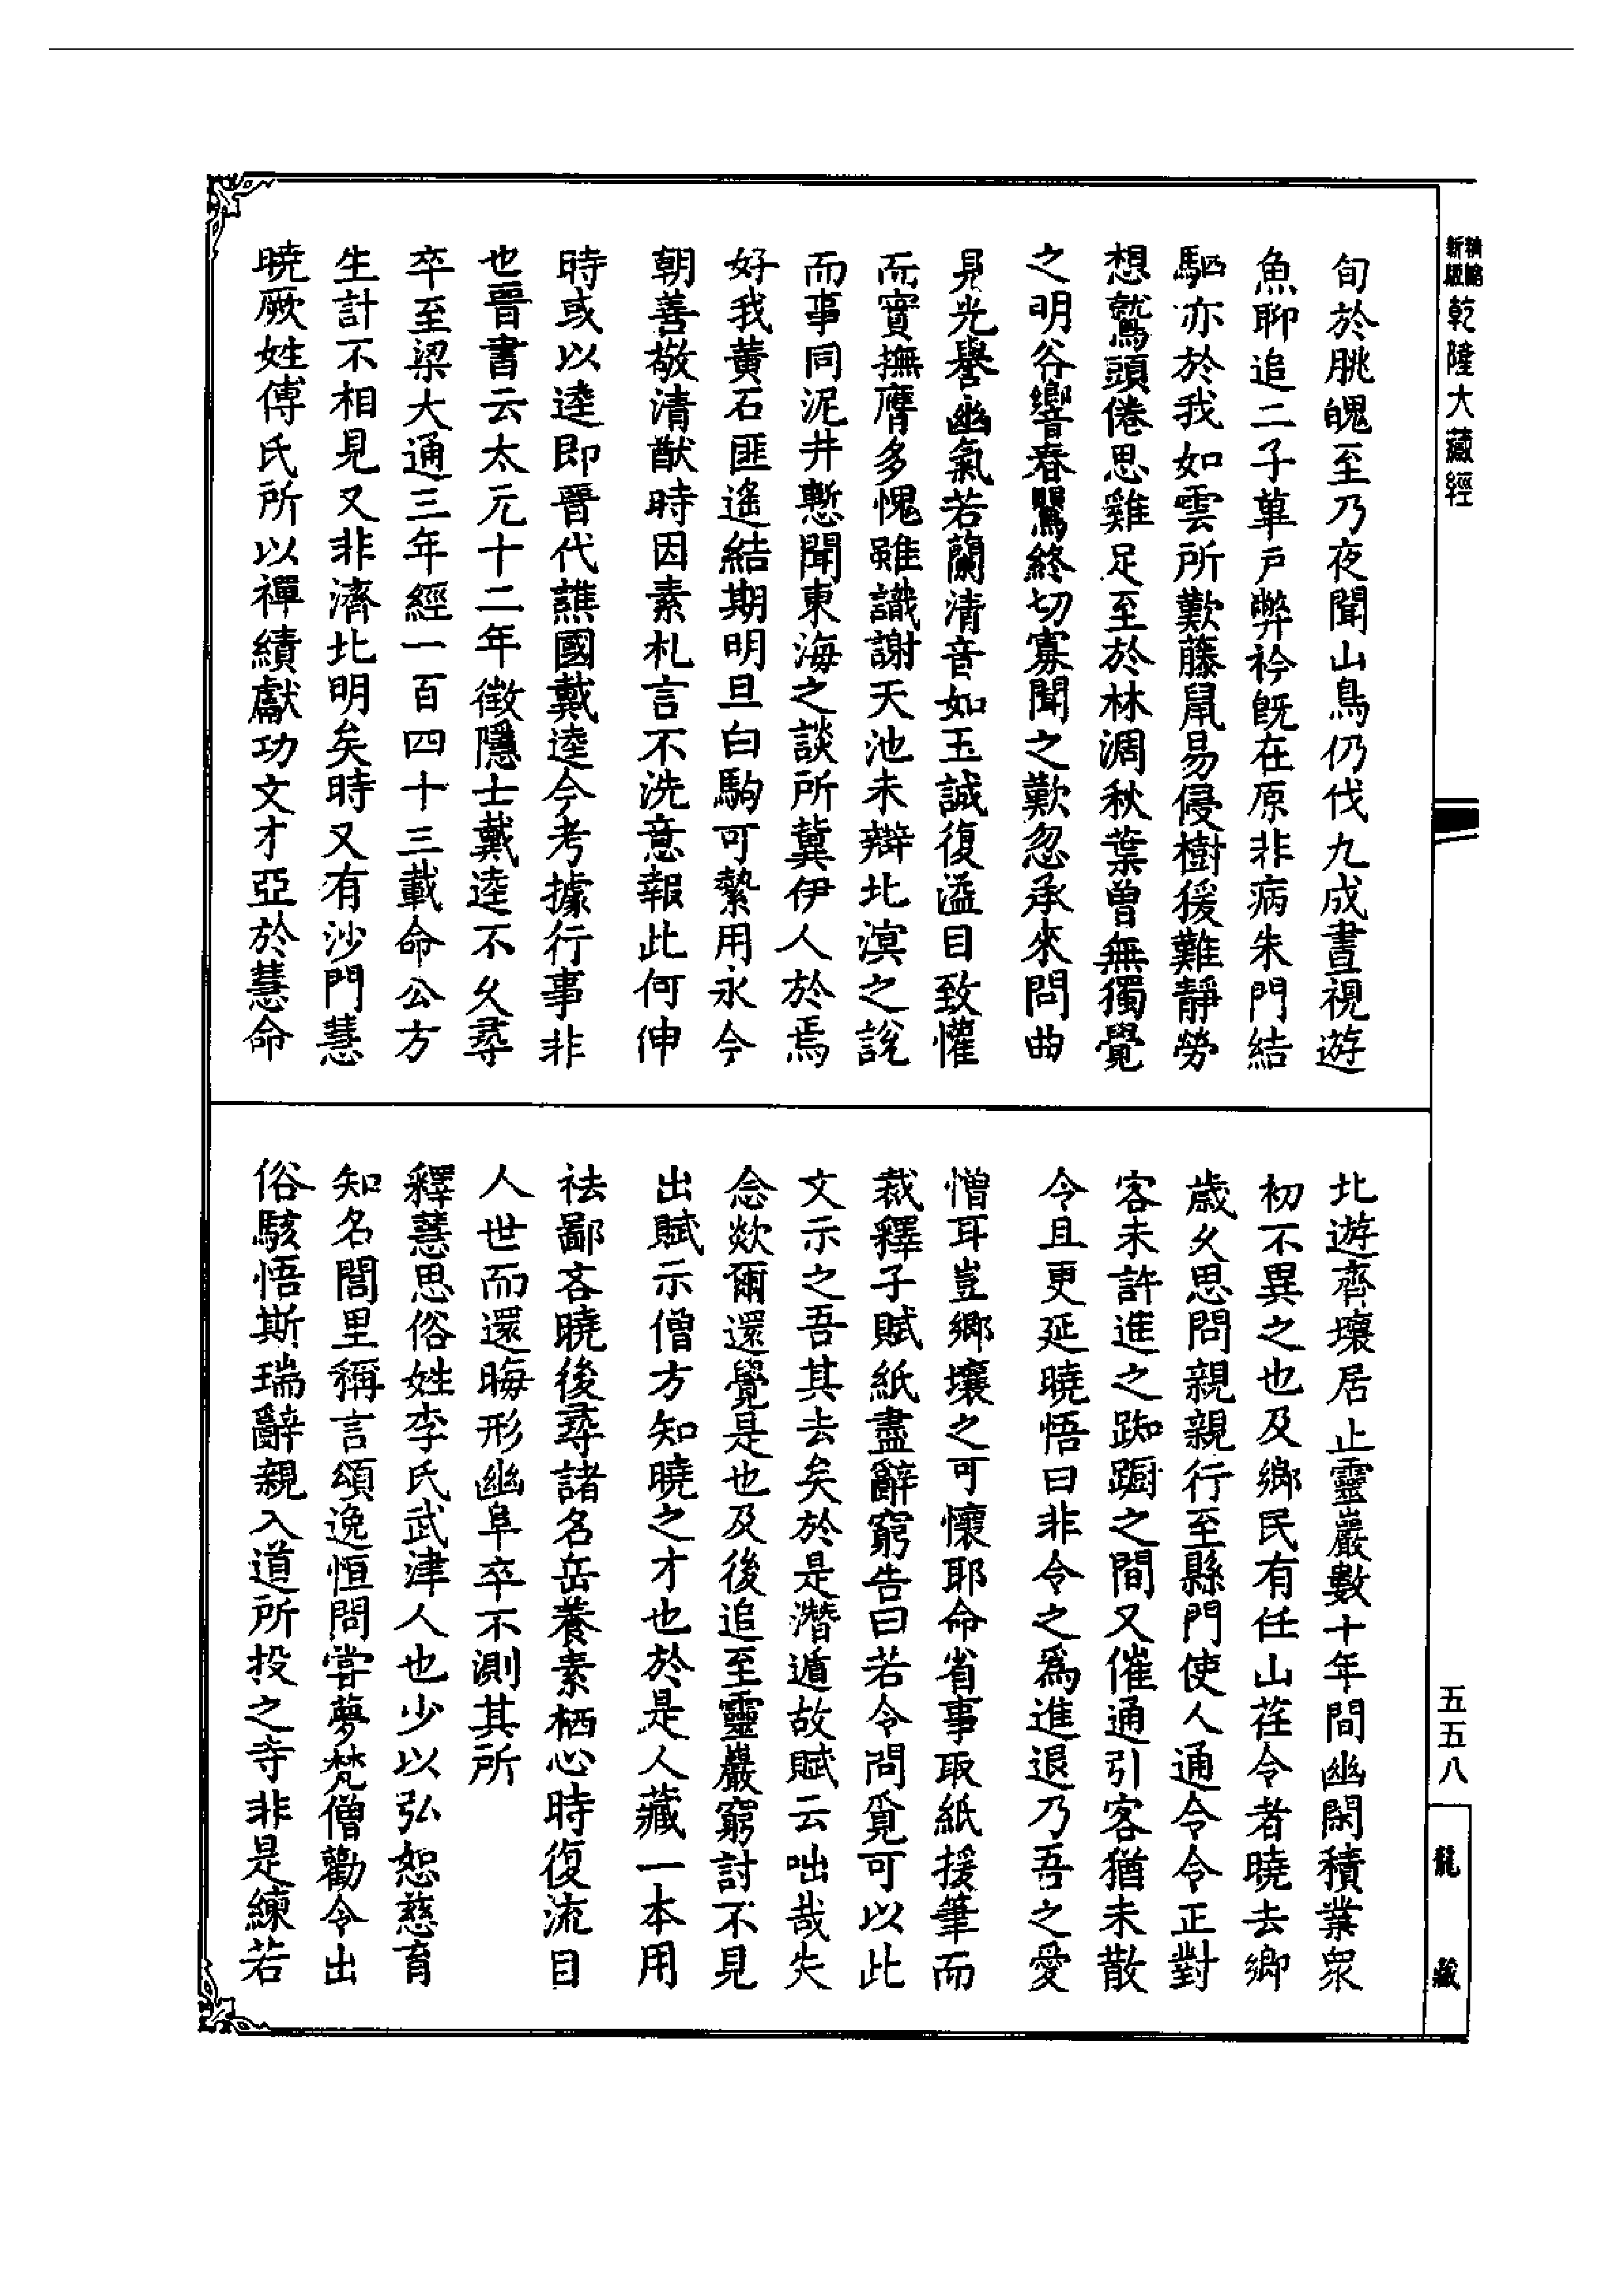 新縮
版略
乾隆大藏經
旬於朓魄至乃夜聞山鳥仍伐九成晝視遊
魚聊追二子蓽戶弊衿旣在原非病朱門結
駟亦於我如雲所歎藤鼠易侵樹猨難靜勞
想鷲頭倦思雞足至於林凋秋葉曾無獨覺
之明谷響春鸎終切寡聞之歎忽承來問曲
見光譽幽氣若蘭清音如玉誠復溢目致懽
而實撫膺多愧雖識謝天池未辯北溟之說
而事同泥井慙聞東海之談所冀伊人於焉
好我黃石匪遙結期明旦白駒可縶用永今
朝善敬清猷時因素札言不洗意報此何伸
時或以逵即晉代譙國戴逵今考據行事非
也晉書云太元十二年徵隱士戴逵不久尋
卒至梁大通三年經一百四十三載命公方
生計不相見又非濟北明矣時又有沙門慧
曉厥姓傅氏所以禪績獻功文才亞於慧命
北遊齊壤居止靈巖數十年間幽閑積業衆
初不異之也及鄉民有任山茌令者曉去鄉
歲久思問親親行至縣門使人通令令正對
客未許進之踟躕之間又催通引客猶未散
令且更延曉悟曰非令之爲進退乃吾之愛
憎耳豈鄉壤之可懷耶命省事取紙援筆而
裁釋子賦紙盡辭窮告曰若令問覓可以此
文示之吾其去矣於是潛遁故賦云咄哉失
念歘爾還覺是也及後追至靈巖窮討不見
出賦示僧方知曉之才也於是人藏一本用
祛鄙吝曉後尋諸名岳養素栖心時復流目
人世而還晦形幽阜卒不測其所
釋慧思俗姓李氏武津人也少以弘恕慈育
知名閭里稱言頌逸恒問嘗夢梵僧勸令出
俗駭悟斯瑞辭親入道所投之寺非是練若
五五八
龍藏